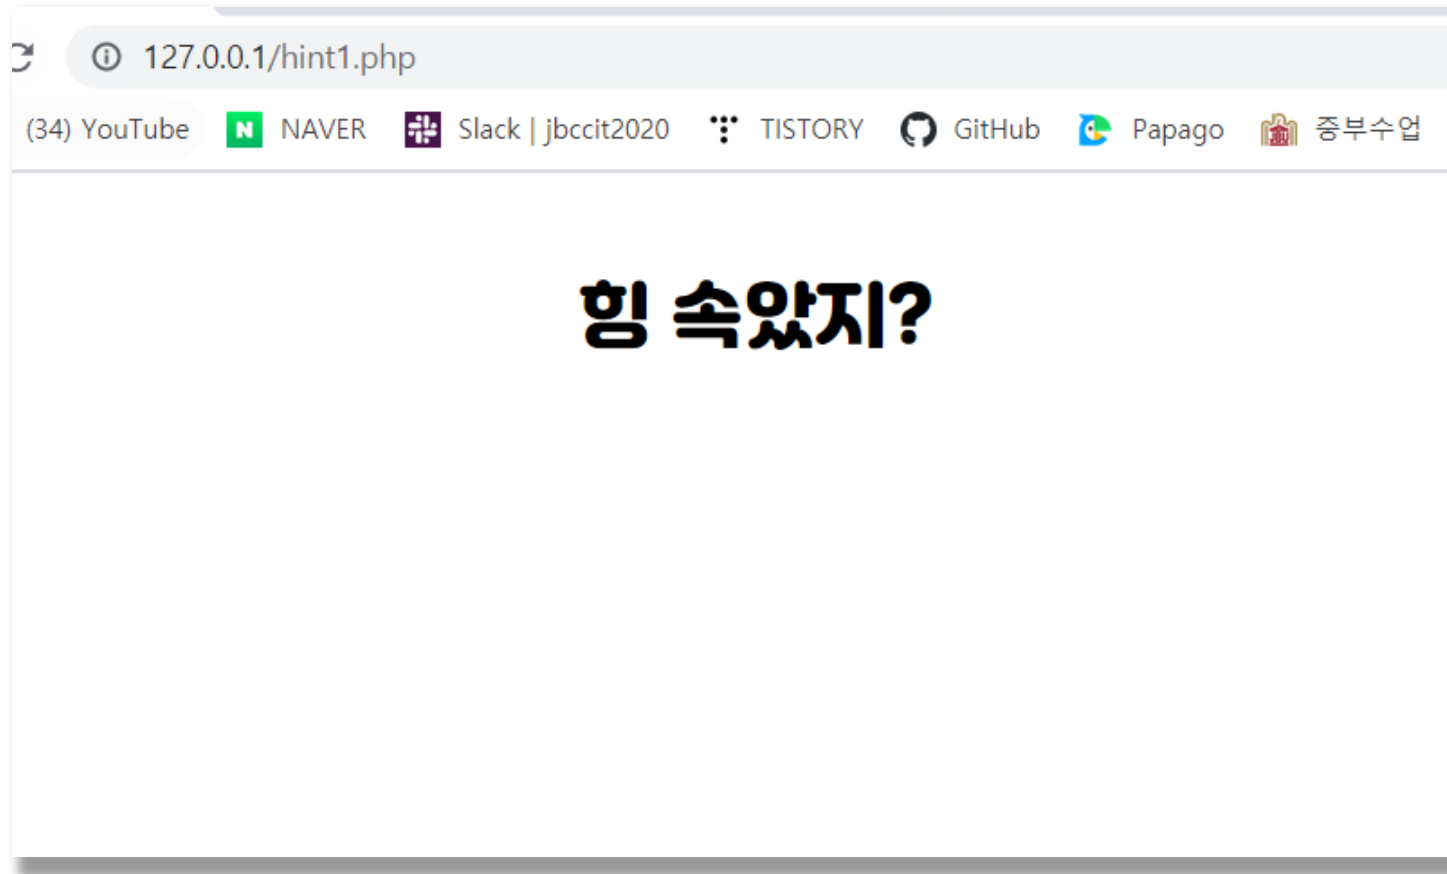 127.0.0.1/hint1.php
(34) YouTube N NAVER Slack | jbccit2020 TISTORY GitHub Papago 중부수업
힝 속았지?